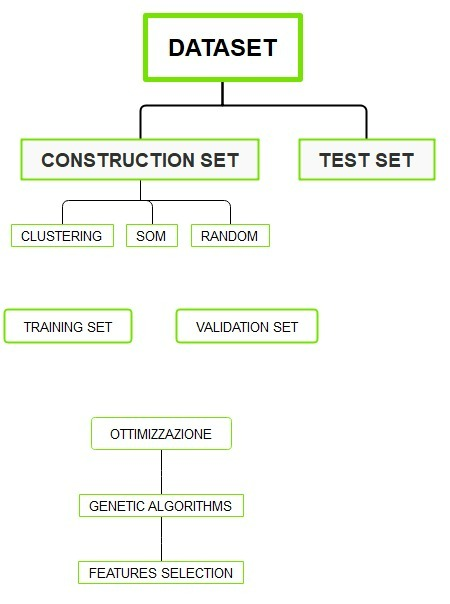 DATASET
CONSTRUCTION SET
TEST SET
CLUSTERING
SOM
RANDOM
TRAINING SET
VALIDATION SET
OTTIMIZZAZIONE
GENETIC ALGORITHMS
FEATURES SELECTION